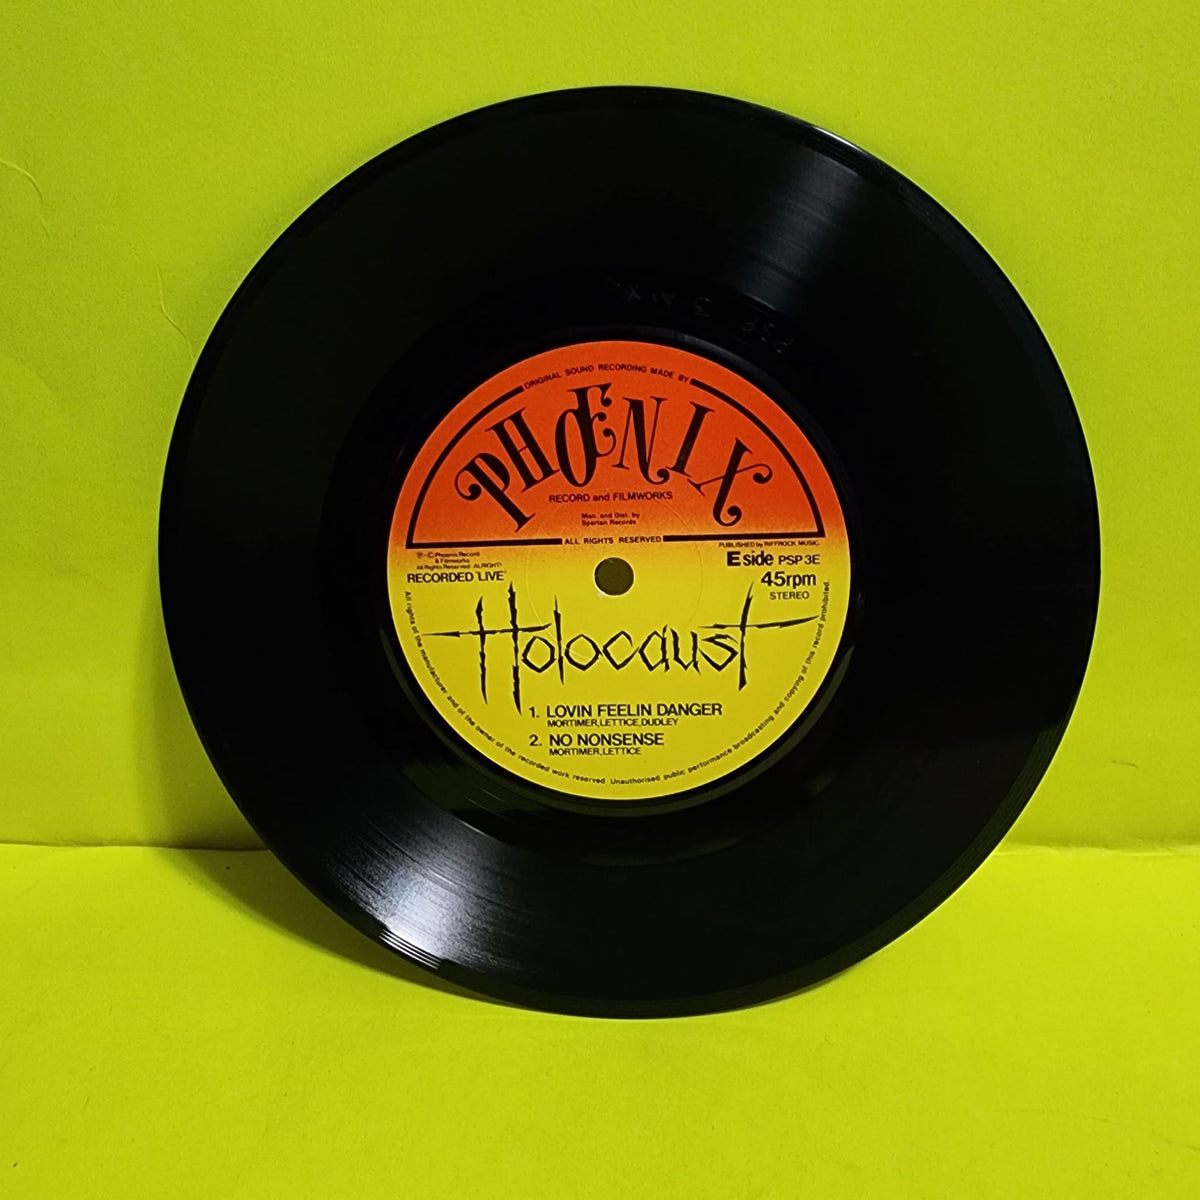 ORIGINAL SOUND RECORDING MADE BY
PHŒNIX
RECORD and FILMWORKS
Man. and Dist. by
Spartan Records
ALL RIGHTS RESERVED
PUBLISHED by RIFFROCK MUSIC.
℗-© Phoenix Record
& Filmworks
All Rights Reserved ALRIGHT!
RECORDED 'LIVE'
E side PSP 3E
45rpm
STEREO
Holocaust
1. LOVIN FEELIN DANGER
MORTIMER, LETTICE, DUDLEY
2. NO NONSENSE
MORTIMER, LETTICE
All rights of the manufacturer and of the owner of the recorded work reserved. Unauthorised public performance broadcasting and copying of this record prohibited.